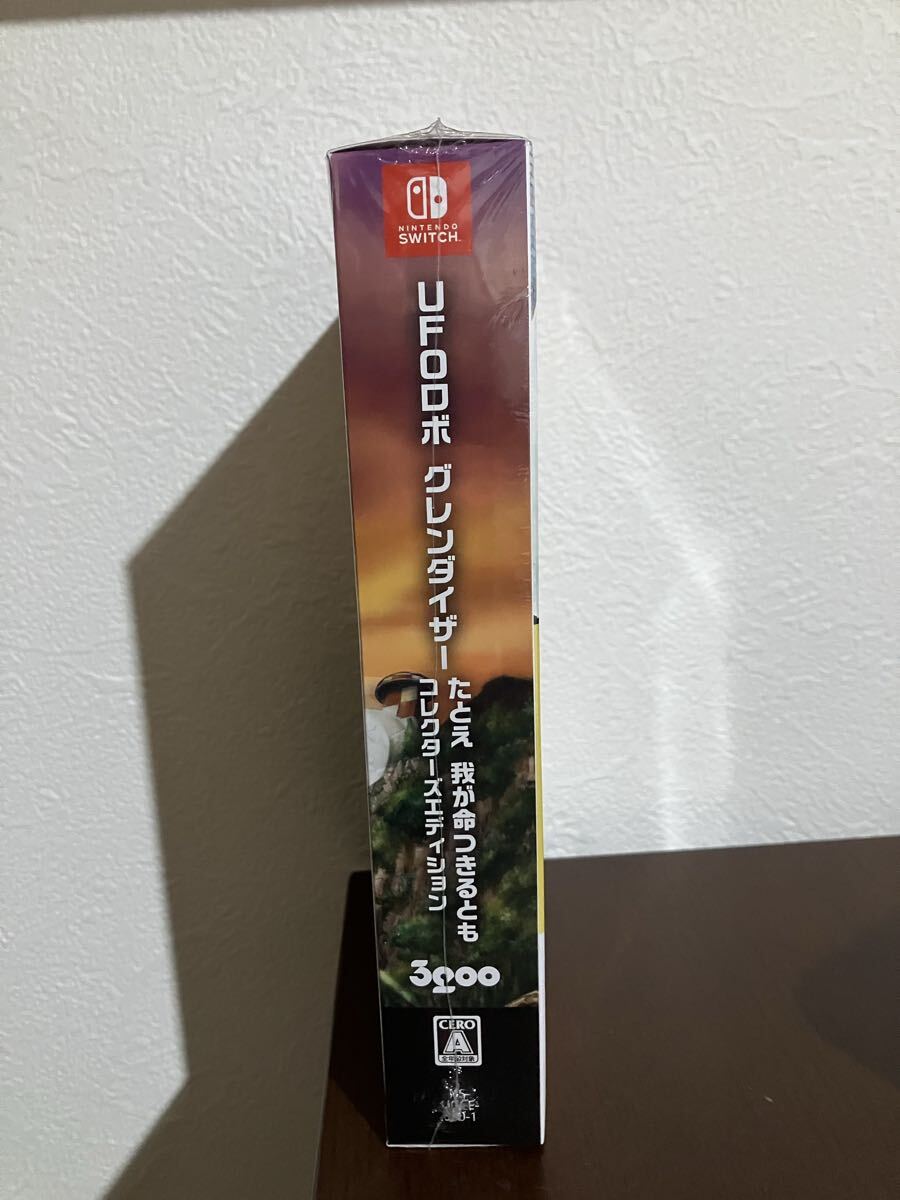 NINTENDO
SWITCH
UFOロボ グレンダイザー
たとえ 我が命つきるとも
コレクターズエディション
3goo
CERO
A
全年齢対象